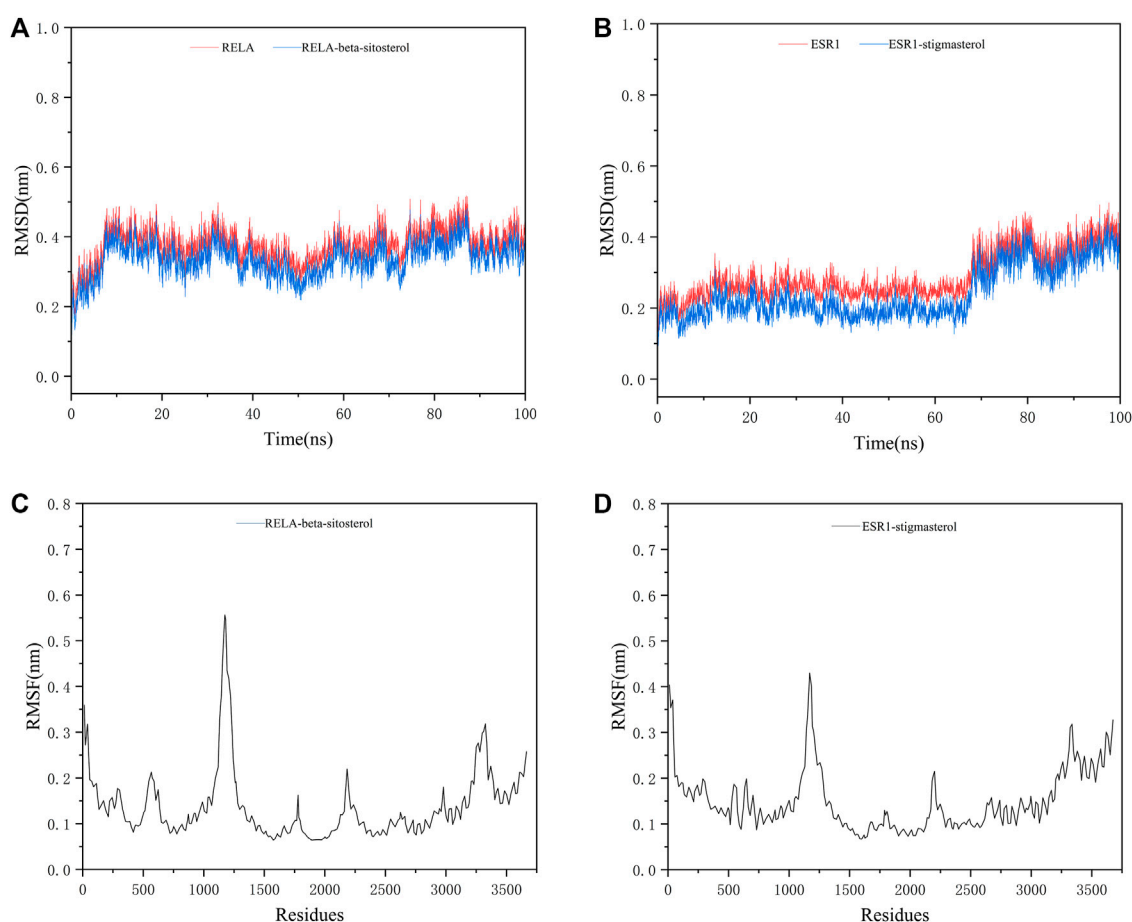 A
RELA RELA-beta-sitosterol
1.0
0.8
0.6
0.4
0.2
0.0
RMSD(nm)
0 20 40 60 80 100
Time(ns)
B
ESR1 ESR1-stigmasterol
1.0
0.8
0.6
0.4
0.2
0.0
RMSD(nm)
0 20 40 60 80 100
Time(ns)
C
RELA-beta-sitosterol
0.8
0.7
0.6
0.5
0.4
0.3
0.2
0.1
0.0
RMSF(nm)
0 500 1000 1500 2000 2500 3000 3500
Residues
D
ESR1-stigmasterol
0.8
0.7
0.6
0.5
0.4
0.3
0.2
0.1
0.0
RMSF(nm)
0 500 1000 1500 2000 2500 3000 3500
Residues